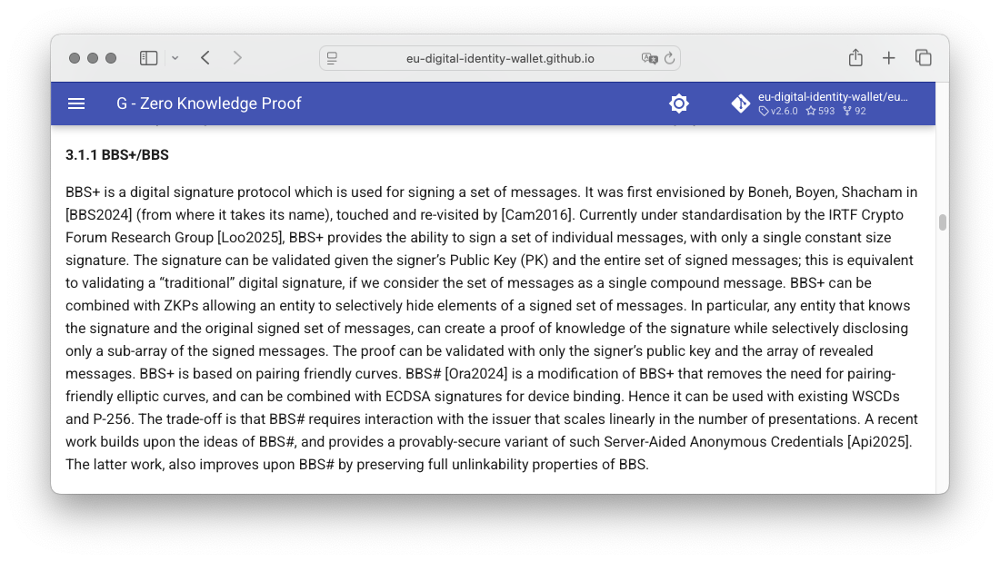 eu-digital-identity-wallet.github.io
G - Zero Knowledge Proof
eu-digital-identity-wallet/eu…
v2.6.0 593 92
3.1.1 BBS+/BBS
BBS+ is a digital signature protocol which is used for signing a set of messages. It was first envisioned by Boneh, Boyen, Shacham in
[BBS2024] (from where it takes its name), touched and re-visited by [Cam2016]. Currently under standardisation by the IRTF Crypto
Forum Research Group [Loo2025], BBS+ provides the ability to sign a set of individual messages, with only a single constant size
signature. The signature can be validated given the signer’s Public Key (PK) and the entire set of signed messages; this is equivalent
to validating a “traditional” digital signature, if we consider the set of messages as a single compound message. BBS+ can be
combined with ZKPs allowing an entity to selectively hide elements of a signed set of messages. In particular, any entity that knows
the signature and the original signed set of messages, can create a proof of knowledge of the signature while selectively disclosing
only a sub-array of the signed messages. The proof can be validated with only the signer’s public key and the array of revealed
messages. BBS+ is based on pairing friendly curves. BBS# [Ora2024] is a modification of BBS+ that removes the need for pairing-
friendly elliptic curves, and can be combined with ECDSA signatures for device binding. Hence it can be used with existing WSCDs
and P-256. The trade-off is that BBS# requires interaction with the issuer that scales linearly in the number of presentations. A recent
work builds upon the ideas of BBS#, and provides a provably-secure variant of such Server-Aided Anonymous Credentials [Api2025].
The latter work, also improves upon BBS# by preserving full unlinkability properties of BBS.